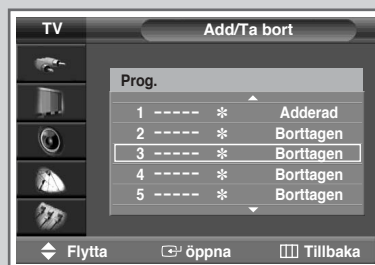 TV Add/Ta bort
Prog.
1 ----- ✻ Adderad
2 ----- ✻ Borttagen
3 ----- ✻ Borttagen
4 ----- ✻ Borttagen
5 ----- ✻ Borttagen
Flytta öppna Tillbaka